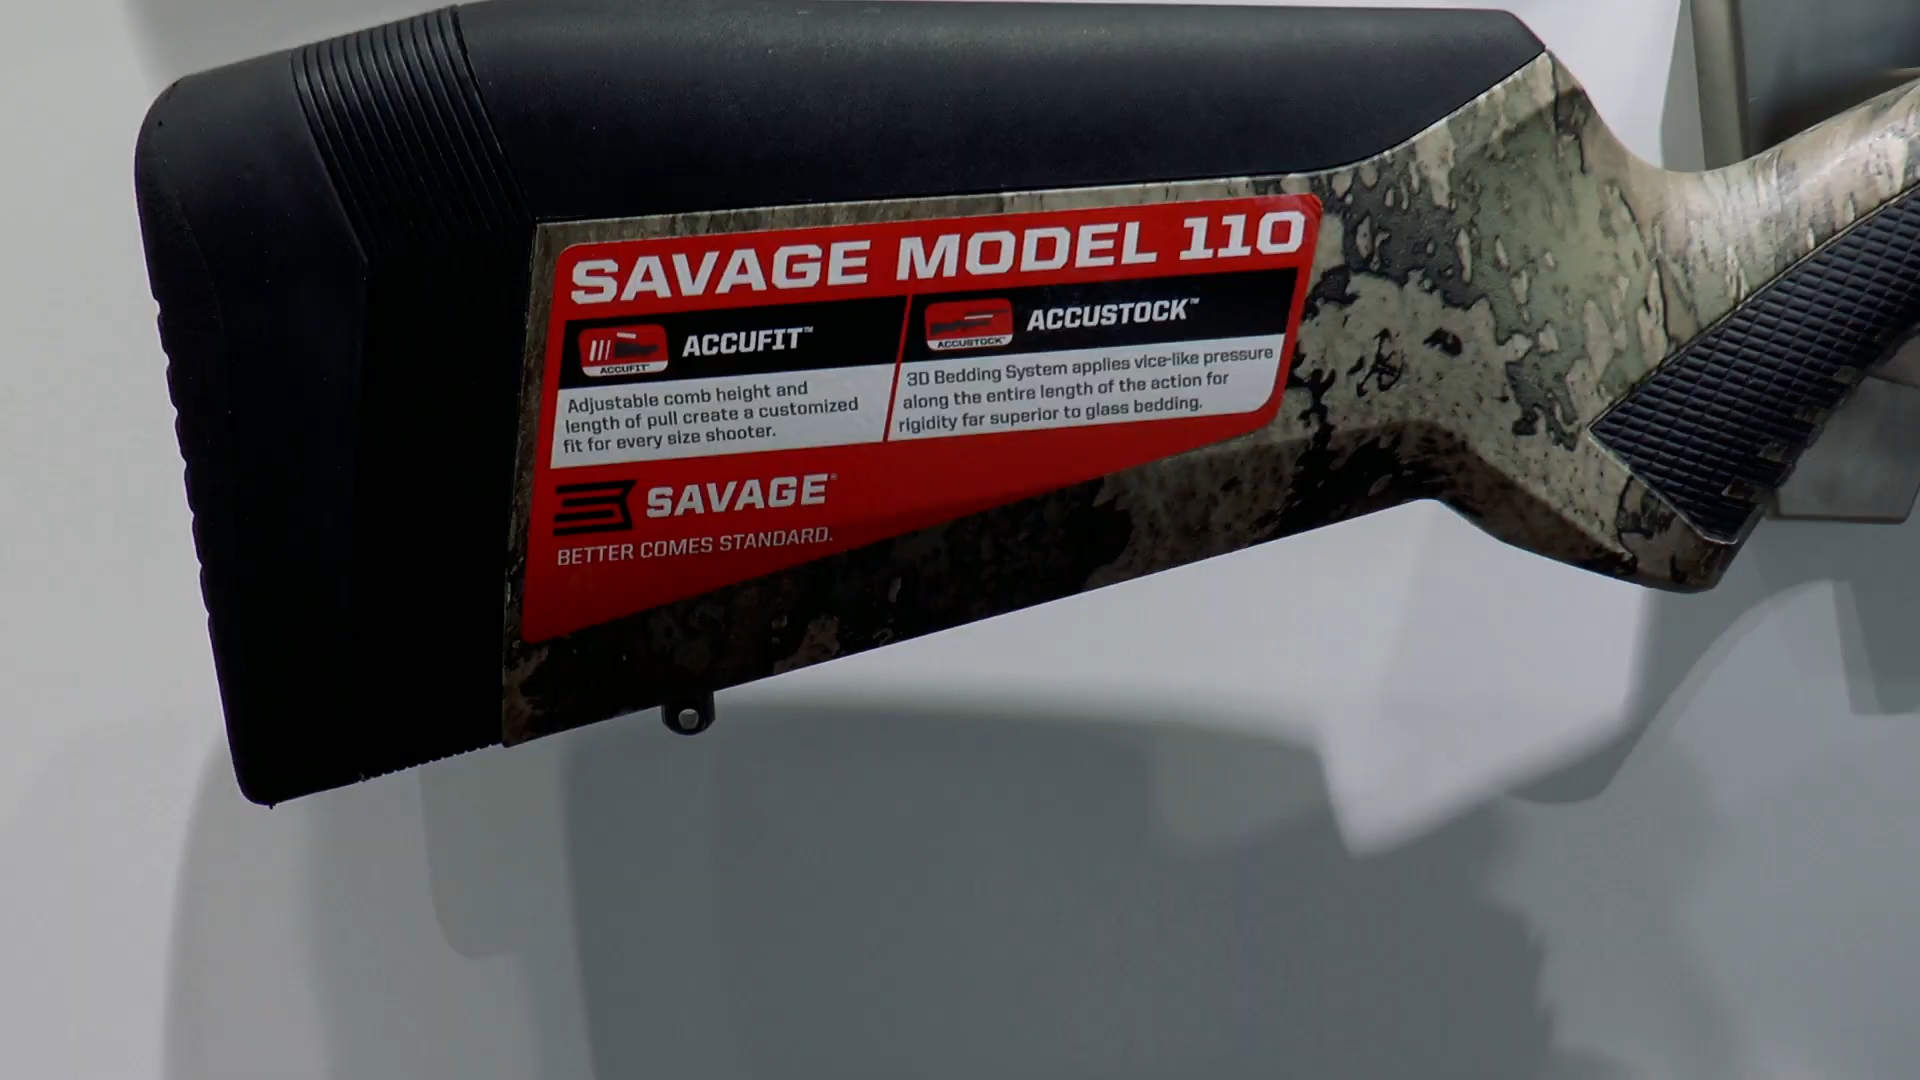 SAVAGE MODEL 110
ACCUFIT™
ACCUFIT
Adjustable comb height and
length of pull create a customized
fit for every size shooter.
ACCUSTOCK™
ACCUSTOCK
3D Bedding System applies vice-like pressure
along the entire length of the action for
rigidity far superior to glass bedding.
SAVAGE®
BETTER COMES STANDARD.